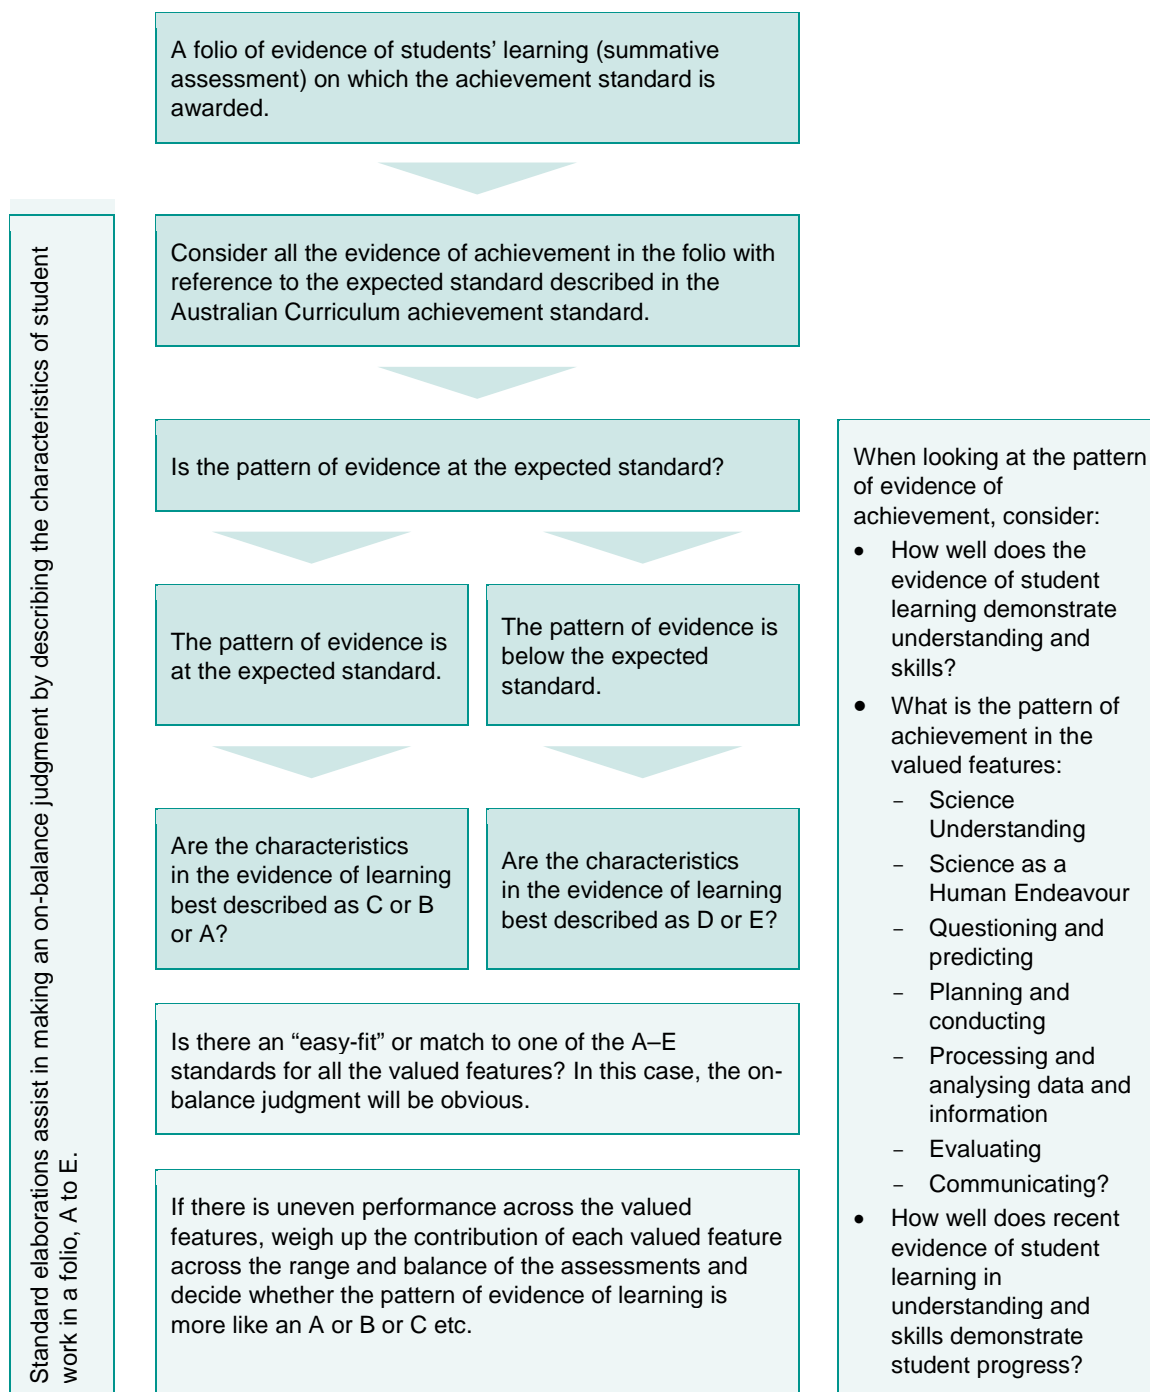 A folio of evidence of students’ learning (summative
assessment) on which the achievement standard is
awarded.
Standard elaborations assist in making an on-balance judgment by describing the characteristics of student
work in a folio, A to E.
Consider all the evidence of achievement in the folio with
reference to the expected standard described in the
Australian Curriculum achievement standard.
Is the pattern of evidence at the expected standard?
The pattern of evidence is
at the expected standard.
The pattern of evidence is
below the expected
standard.
Are the characteristics
in the evidence of learning
best described as C or B
or A?
Are the characteristics
in the evidence of learning
best described as D or E?
Is there an “easy-fit” or match to one of the A–E
standards for all the valued features? In this case, the on-
balance judgment will be obvious.
If there is uneven performance across the valued
features, weigh up the contribution of each valued feature
across the range and balance of the assessments and
decide whether the pattern of evidence of learning is
more like an A or B or C etc.
When looking at the pattern
of evidence of
achievement, consider:
• How well does the
evidence of student
learning demonstrate
understanding and
skills?
• What is the pattern of
achievement in the
valued features:
– Science
Understanding
– Science as a
Human Endeavour
– Questioning and
predicting
– Planning and
conducting
– Processing and
analysing data and
information
– Evaluating
– Communicating?
• How well does recent
evidence of student
learning in
understanding and
skills demonstrate
student progress?